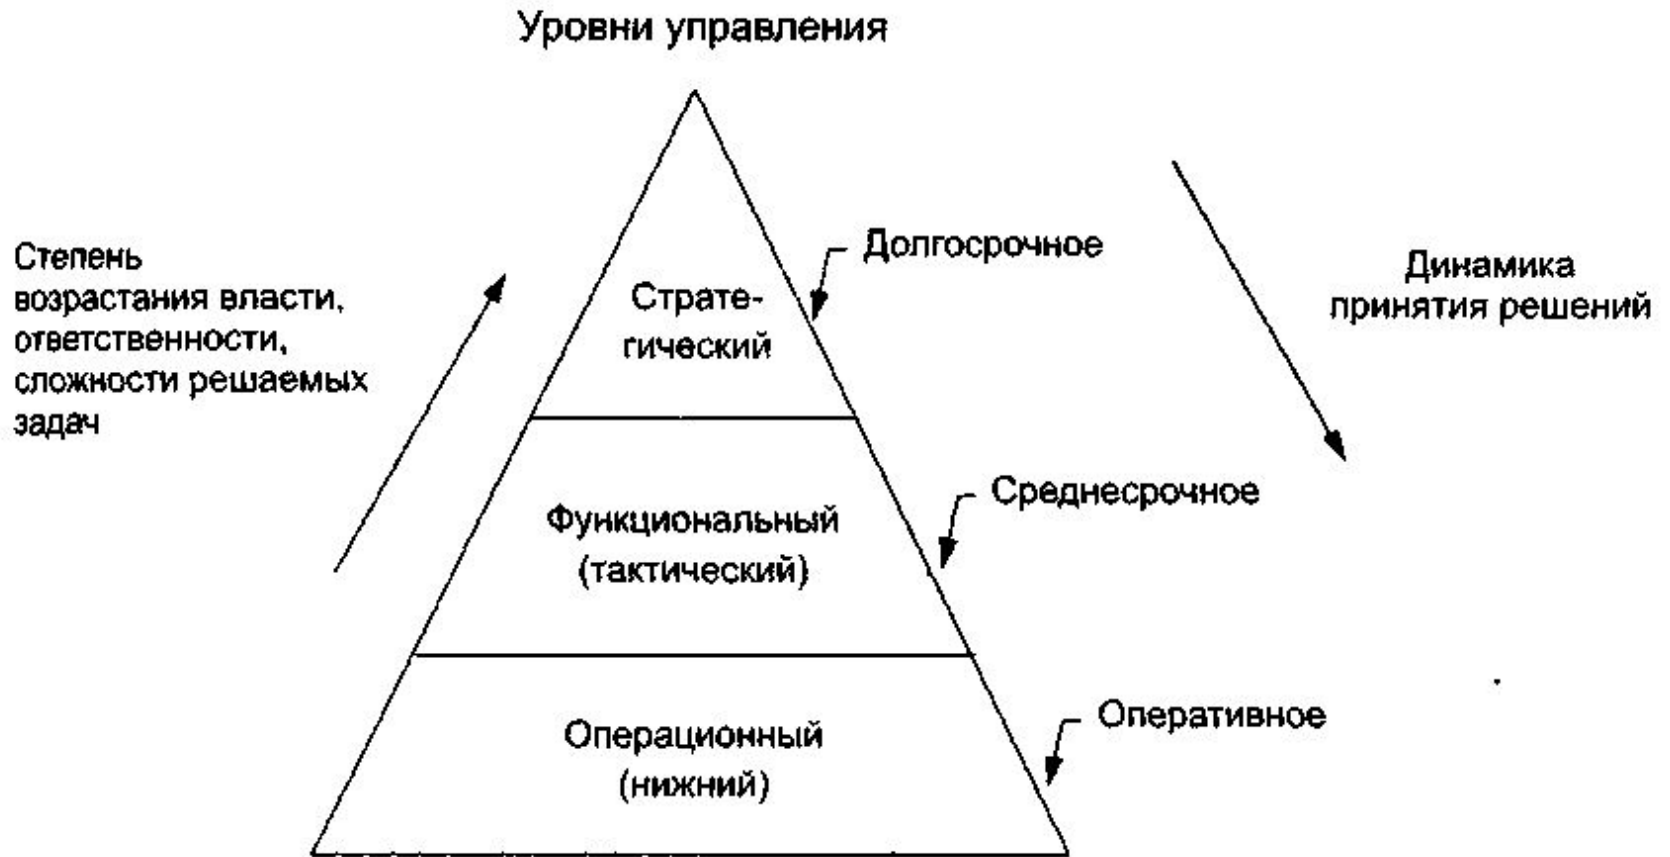 Уровни управления
Степень
возрастания власти,
ответственности,
сложности решаемых
задач
Долгосрочное
Динамика
принятия решений
Страте-
гический
Среднесрочное
Функциональный
(тактический)
Оперативное
Операционный
(нижний)